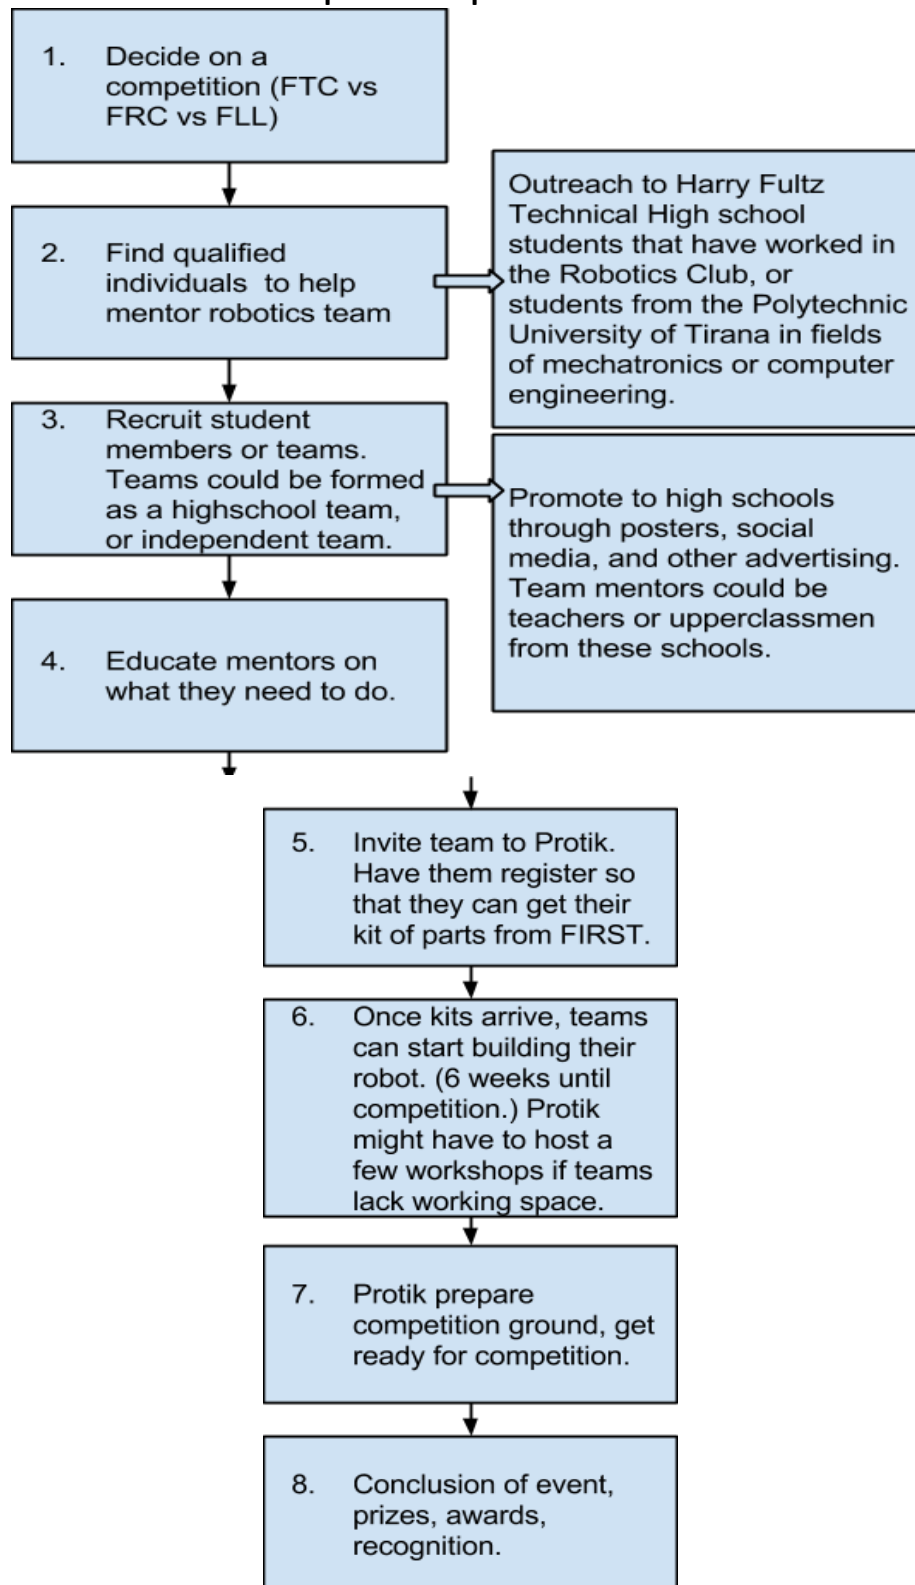 1. Decide on a
competition (FTC vs
FRC vs FLL)
2. Find qualified
individuals to help
mentor robotics team
Outreach to Harry Fultz
Technical High school
students that have worked in
the Robotics Club, or
students from the Polytechnic
University of Tirana in fields
of mechatronics or computer
engineering.
3. Recruit student
members or teams.
Teams could be formed
as a highschool team,
or independent team.
Promote to high schools
through posters, social
media, and other advertising.
Team mentors could be
teachers or upperclassmen
from these schools.
4. Educate mentors on
what they need to do.
5. Invite team to Protik.
Have them register so
that they can get their
kit of parts from FIRST.
6. Once kits arrive, teams
can start building their
robot. (6 weeks until
competition.) Protik
might have to host a
few workshops if teams
lack working space.
7. Protik prepare
competition ground, get
ready for competition.
8. Conclusion of event,
prizes, awards,
recognition.